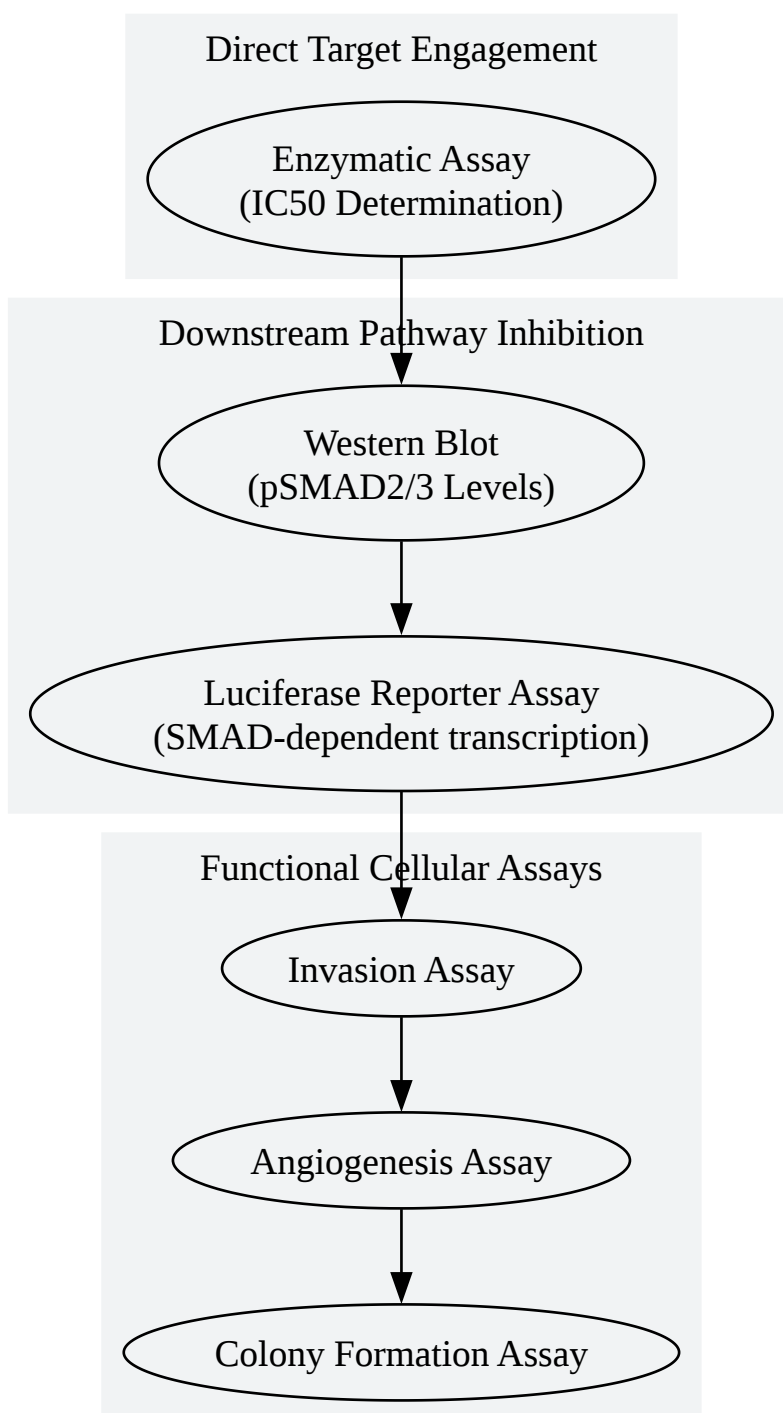 Direct Target Engagement
Enzymatic Assay
(IC50 Determination)
Downstream Pathway Inhibition
Western Blot
(pSMAD2/3 Levels)
Luciferase Reporter Assay
(SMAD-dependent transcription)
Functional Cellular Assays
Invasion Assay
Angiogenesis Assay
Colony Formation Assay